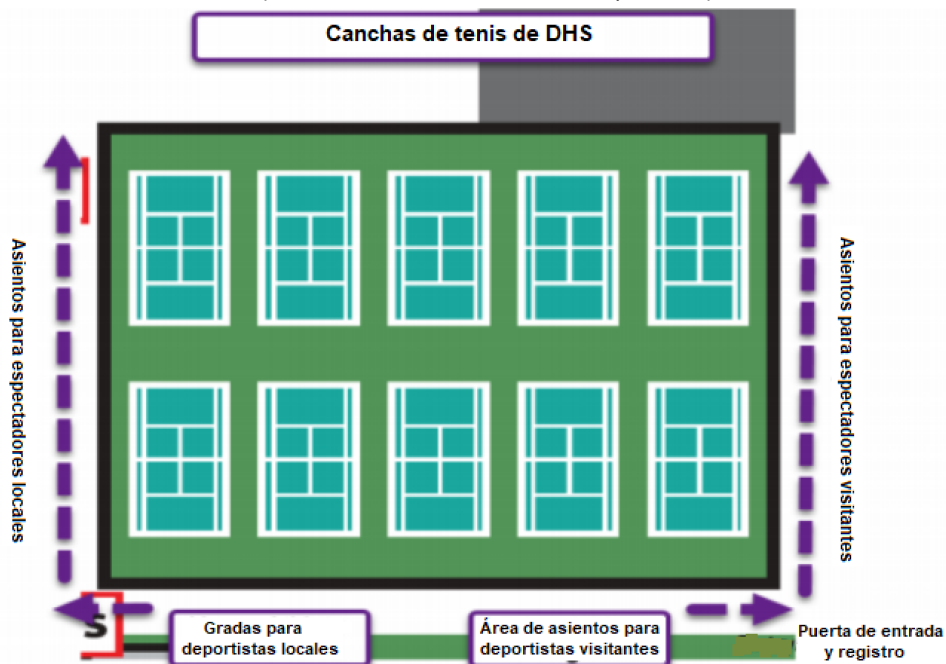 Canchas de tenis de DHS
Asientos para espectadores locales
Asientos para espectadores visitantes
s
Gradas para
deportistas locales
Área de asientos para
deportistas visitantes
Puerta de entrada
y registro